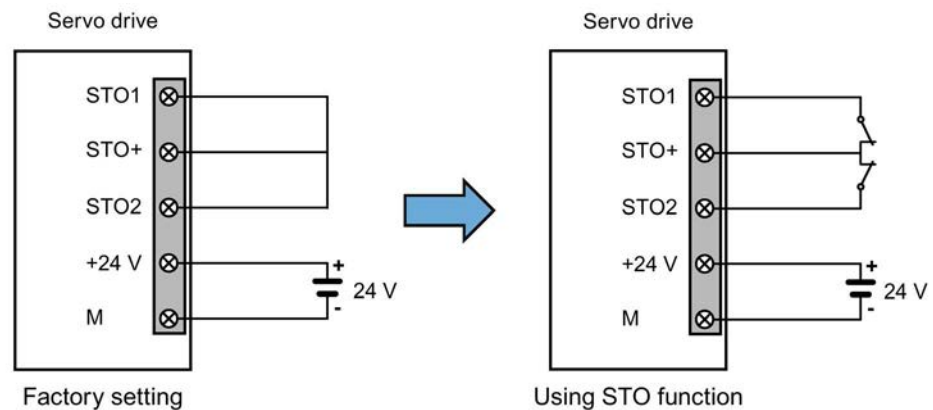 Servo drive
STO1
STO+
STO2
+24 V
M
+
24 V
-
Factory setting
Servo drive
STO1
STO+
STO2
+24 V
M
+
24 V
-
Using STO function